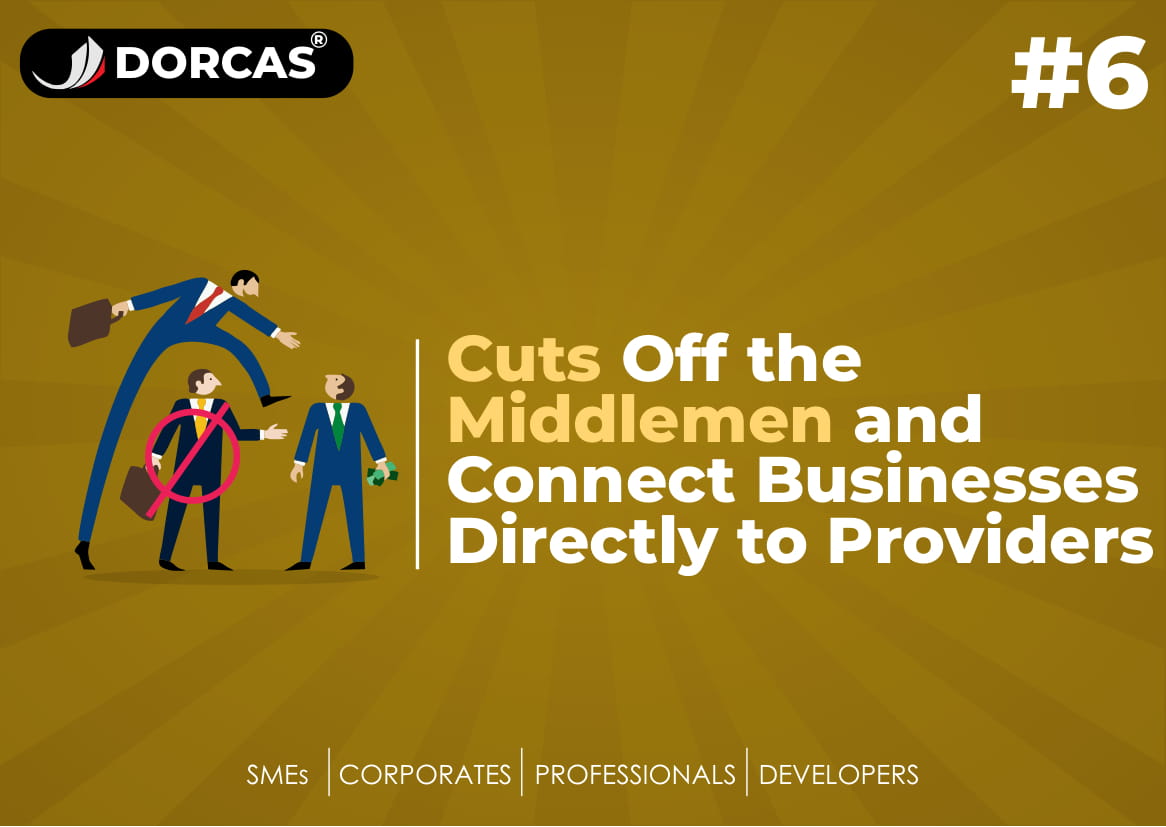 DORCAS®
#6
Cuts Off the
Middlemen and
Connect Businesses
Directly to Providers
SMEs | CORPORATES | PROFESSIONALS | DEVELOPERS